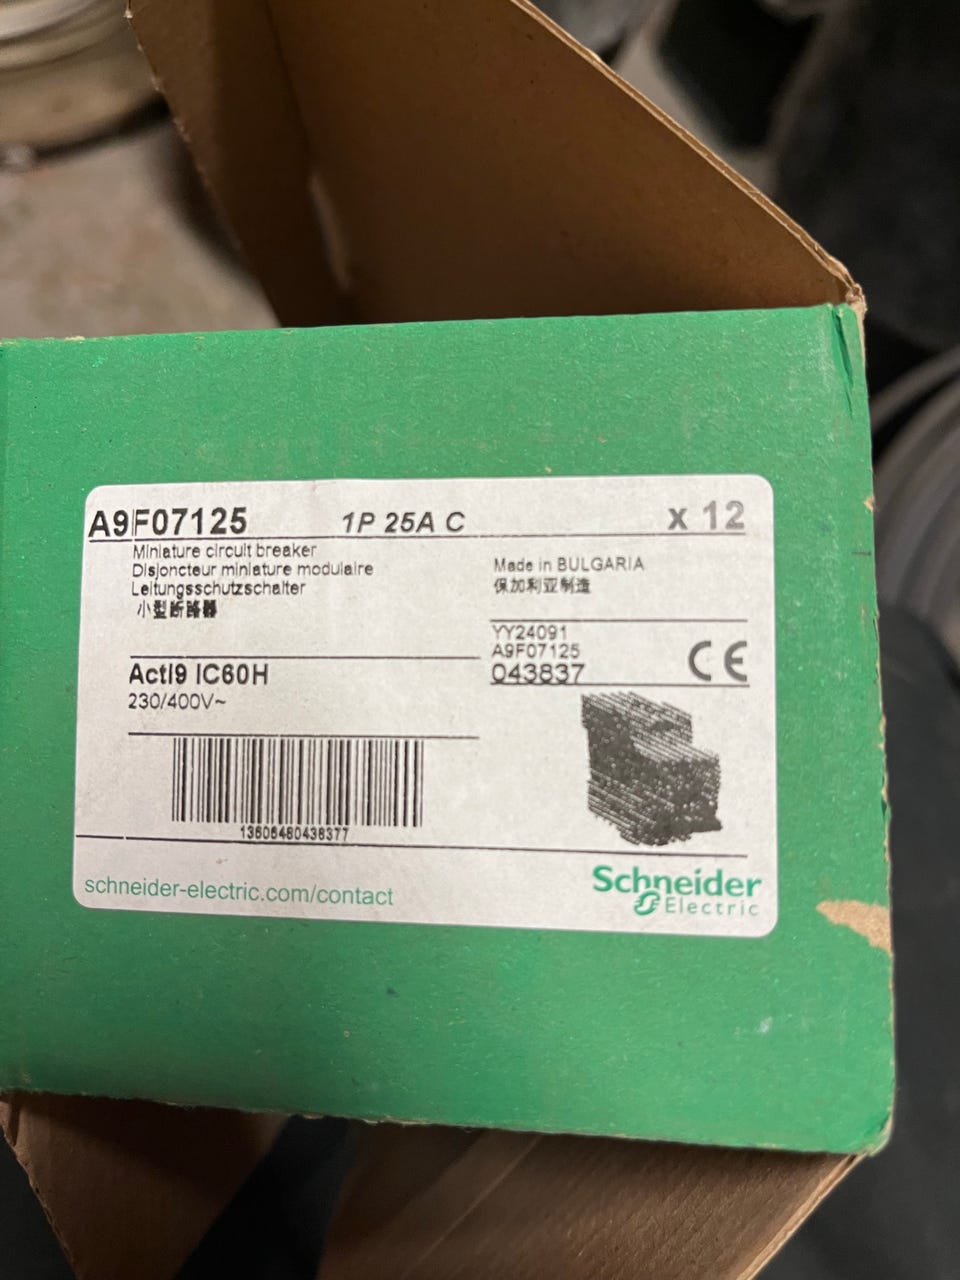 A9F07125 1P 25A C x 12
Miniature circuit breaker
Disjoncteur miniature modulaire
Leitungsschutzschalter
小型断路器
Made in BULGARIA
保加利亚制造
YY24091
A9F07125
043837
CE
Acti9 IC60H
230/400V~
13606480438377
schneider-electric.com/contact
Schneider
Electric